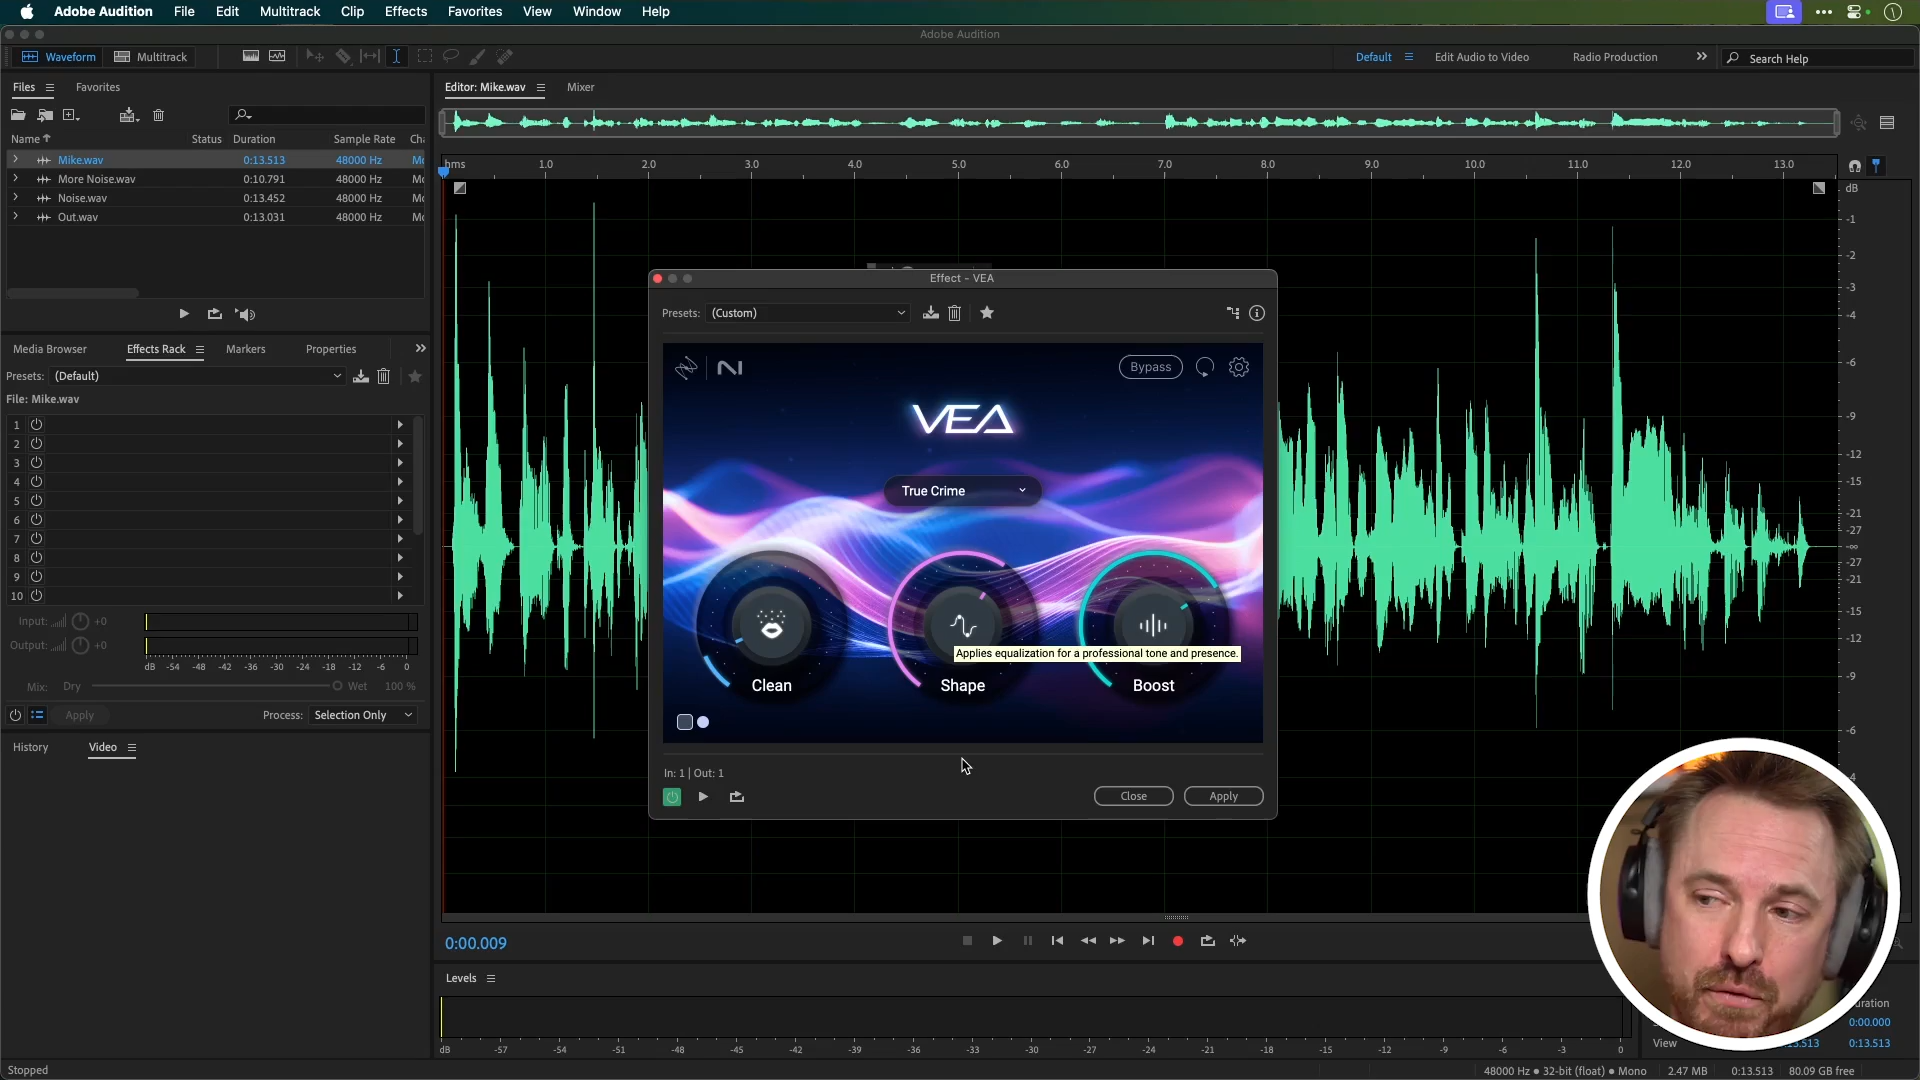 Adobe Audition File Edit Multitrack Clip Effects Favorites View Window Help
Adobe Audition
Waveform Multitrack Default Edit Audio to Video Radio Production Search Help
Files Favorites
Editor: Mike.wav Mixer
Name Status Duration Sample Rate
Mike.wav 0:13.513 48000 Hz
More Noise.wav 0:10.791 48000 Hz
Noise.wav 0:13.452 48000 Hz
Out.wav 0:13.031 48000 Hz
hms 1.0 2.0 3.0 4.0 5.0 6.0 7.0 8.0 9.0 10.0 11.0 12.0 13.0
dB
-1
-2
-3
-4
-6
-9
-12
-15
-21
-27
-∞
-27
-21
-15
-12
-9
-6
Media Browser Effects Rack Markers Properties
Presets: (Default)
File: Mike.wav
1
2
3
4
5
6
7
8
9
10
Input: +0
Output: +0
dB -54 -48 -42 -36 -30 -24 -18 -12 -6 0
Mix: Dry Wet 100 %
Apply Process: Selection Only
History Video
Effect - VEA
Presets: (Custom)
Bypass
VEA
True Crime
Applies equalization for a professional tone and presence.
Clean Shape Boost
In: 1 | Out: 1
Close Apply
0:00.009
Levels
dB -57 -54 -51 -48 -45 -42 -39 -36 -33 -30 -27 -24 -21 -18 -15 -12 -9 -6 -3 0
0:00.000
View 0:13.513
Stopped
48000 Hz • 32-bit (float) • Mono 2.47 MB 0:13.513 80.09 GB free